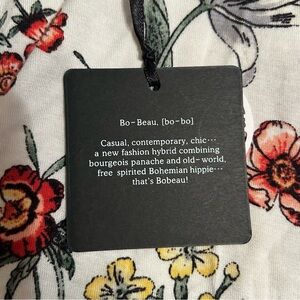 Bo-Beau, [bo-bo]
Casual, contemporary, chic···
a new fashion hybrid combining
bourgeois panache and old-world,
free spirited Bohemian hippie···
that's Bobeau!